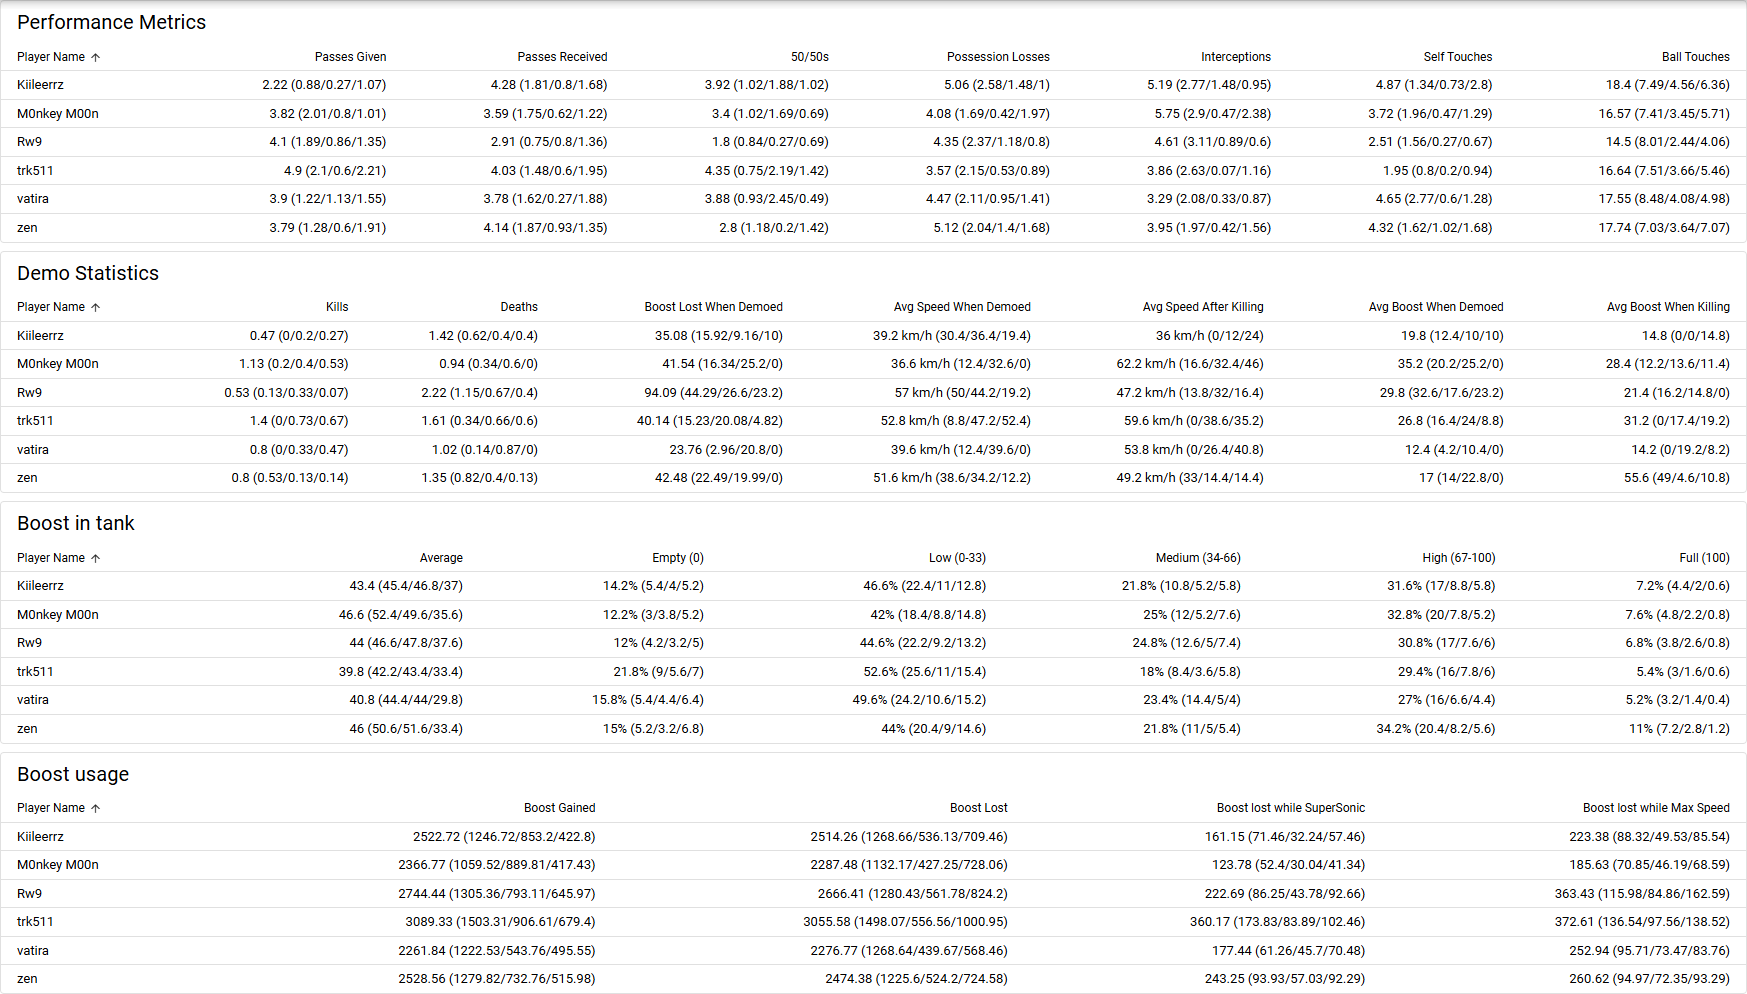 Performance Metrics
Player Name ↑ Passes Given Passes Received 50/50s Possession Losses Interceptions Self Touches Ball Touches
Kiileerrz 2.22 (0.88/0.27/1.07) 4.28 (1.81/0.8/1.68) 3.92 (1.02/1.88/1.02) 5.06 (2.58/1.48/1) 5.19 (2.77/1.48/0.95) 4.87 (1.34/0.73/2.8) 18.4 (7.49/4.56/6.36)
M0nkey M00n 3.82 (2.01/0.8/1.01) 3.59 (1.75/0.62/1.22) 3.4 (1.02/1.69/0.69) 4.08 (1.69/0.42/1.97) 5.75 (2.9/0.47/2.38) 3.72 (1.96/0.47/1.29) 16.57 (7.41/3.45/5.71)
Rw9 4.1 (1.89/0.86/1.35) 2.91 (0.75/0.8/1.36) 1.8 (0.84/0.27/0.69) 4.35 (2.37/1.18/0.8) 4.61 (3.11/0.89/0.6) 2.51 (1.56/0.27/0.67) 14.5 (8.01/2.44/4.06)
trk511 4.9 (2.1/0.6/2.21) 4.03 (1.48/0.6/1.95) 4.35 (0.75/2.19/1.42) 3.57 (2.15/0.53/0.89) 3.86 (2.63/0.07/1.16) 1.95 (0.8/0.2/0.94) 16.64 (7.51/3.66/5.46)
vatira 3.9 (1.22/1.13/1.55) 3.78 (1.62/0.27/1.88) 3.88 (0.93/2.45/0.49) 4.47 (2.11/0.95/1.41) 3.29 (2.08/0.33/0.87) 4.65 (2.77/0.6/1.28) 17.55 (8.48/4.08/4.98)
zen 3.79 (1.28/0.6/1.91) 4.14 (1.87/0.93/1.35) 2.8 (1.18/0.2/1.42) 5.12 (2.04/1.4/1.68) 3.95 (1.97/0.42/1.56) 4.32 (1.62/1.02/1.68) 17.74 (7.03/3.64/7.07)
Demo Statistics
Player Name ↑ Kills Deaths Boost Lost When Demoed Avg Speed When Demoed Avg Speed After Killing Avg Boost When Demoed Avg Boost When Killing
Kiileerrz 0.47 (0/0.2/0.27) 1.42 (0.62/0.4/0.4) 35.08 (15.92/9.16/10) 39.2 km/h (30.4/36.4/19.4) 36 km/h (0/12/24) 19.8 (12.4/10/10) 14.8 (0/0/14.8)
M0nkey M00n 1.13 (0.2/0.4/0.53) 0.94 (0.34/0.6/0) 41.54 (16.34/25.2/0) 36.6 km/h (12.4/32.6/0) 62.2 km/h (16.6/32.4/46) 35.2 (20.2/25.2/0) 28.4 (12.2/13.6/11.4)
Rw9 0.53 (0.13/0.33/0.07) 2.22 (1.15/0.67/0.4) 94.09 (44.29/26.6/23.2) 57 km/h (50/44.2/19.2) 47.2 km/h (13.8/32/16.4) 29.8 (32.6/17.6/23.2) 21.4 (16.2/14.8/0)
trk511 1.4 (0/0.73/0.67) 1.61 (0.34/0.66/0.6) 40.14 (15.23/20.08/4.82) 52.8 km/h (8.8/47.2/52.4) 59.6 km/h (0/38.6/35.2) 26.8 (16.4/24/8.8) 31.2 (0/17.4/19.2)
vatira 0.8 (0/0.33/0.47) 1.02 (0.14/0.87/0) 23.76 (2.96/20.8/0) 39.6 km/h (12.4/39.6/0) 53.8 km/h (0/26.4/40.8) 12.4 (4.2/10.4/0) 14.2 (0/19.2/8.2)
zen 0.8 (0.53/0.13/0.14) 1.35 (0.82/0.4/0.13) 42.48 (22.49/19.99/0) 51.6 km/h (38.6/34.2/12.2) 49.2 km/h (33/14.4/14.4) 17 (14/22.8/0) 55.6 (49/4.6/10.8)
Boost in tank
Player Name ↑ Average Empty (0) Low (0-33) Medium (34-66) High (67-100) Full (100)
Kiileerrz 43.4 (45.4/46.8/37) 14.2% (5.4/4/5.2) 46.6% (22.4/11/12.8) 21.8% (10.8/5.2/5.8) 31.6% (17/8.8/5.8) 7.2% (4.4/2/0.6)
M0nkey M00n 46.6 (52.4/49.6/35.6) 12.2% (3/3.8/5.2) 42% (18.4/8.8/14.8) 25% (12/5.2/7.6) 32.8% (20/7.8/5.2) 7.6% (4.8/2.2/0.8)
Rw9 44 (46.6/47.8/37.6) 12% (4.2/3.2/5) 44.6% (22.2/9.2/13.2) 24.8% (12.6/5/7.4) 30.8% (17/7.6/6) 6.8% (3.8/2.6/0.8)
trk511 39.8 (42.2/43.4/33.4) 21.8% (9/5.6/7) 52.6% (25.6/11/15.4) 18% (8.4/3.6/5.8) 29.4% (16/7.8/6) 5.4% (3/1.6/0.6)
vatira 40.8 (44.4/44/29.8) 15.8% (5.4/4.4/6.4) 49.6% (24.2/10.6/15.2) 23.4% (14.4/5/4) 27% (16/6.6/4.4) 5.2% (3.2/1.4/0.4)
zen 46 (50.6/51.6/33.4) 15% (5.2/3.2/6.8) 44% (20.4/9/14.6) 21.8% (11/5/5.4) 34.2% (20.4/8.2/5.6) 11% (7.2/2.8/1.2)
Boost usage
Player Name ↑ Boost Gained Boost Lost Boost lost while SuperSonic Boost lost while Max Speed
Kiileerrz 2522.72 (1246.72/853.2/422.8) 2514.26 (1268.66/536.13/709.46) 161.15 (71.46/32.24/57.46) 223.38 (88.32/49.53/85.54)
M0nkey M00n 2366.77 (1059.52/889.81/417.43) 2287.48 (1132.17/427.25/728.06) 123.78 (52.4/30.04/41.34) 185.63 (70.85/46.19/68.59)
Rw9 2744.44 (1305.36/793.11/645.97) 2666.41 (1280.43/561.78/824.2) 222.69 (86.25/43.78/92.66) 363.43 (115.98/84.86/162.59)
trk511 3089.33 (1503.31/906.61/679.4) 3055.58 (1498.07/556.56/1000.95) 360.17 (173.83/83.89/102.46) 372.61 (136.54/97.56/138.52)
vatira 2261.84 (1222.53/543.76/495.55) 2276.77 (1268.64/439.67/568.46) 177.44 (61.26/45.7/70.48) 252.94 (95.71/73.47/83.76)
zen 2528.56 (1279.82/732.76/515.98) 2474.38 (1225.6/524.2/724.58) 243.25 (93.93/57.03/92.29) 260.62 (94.97/72.35/93.29)